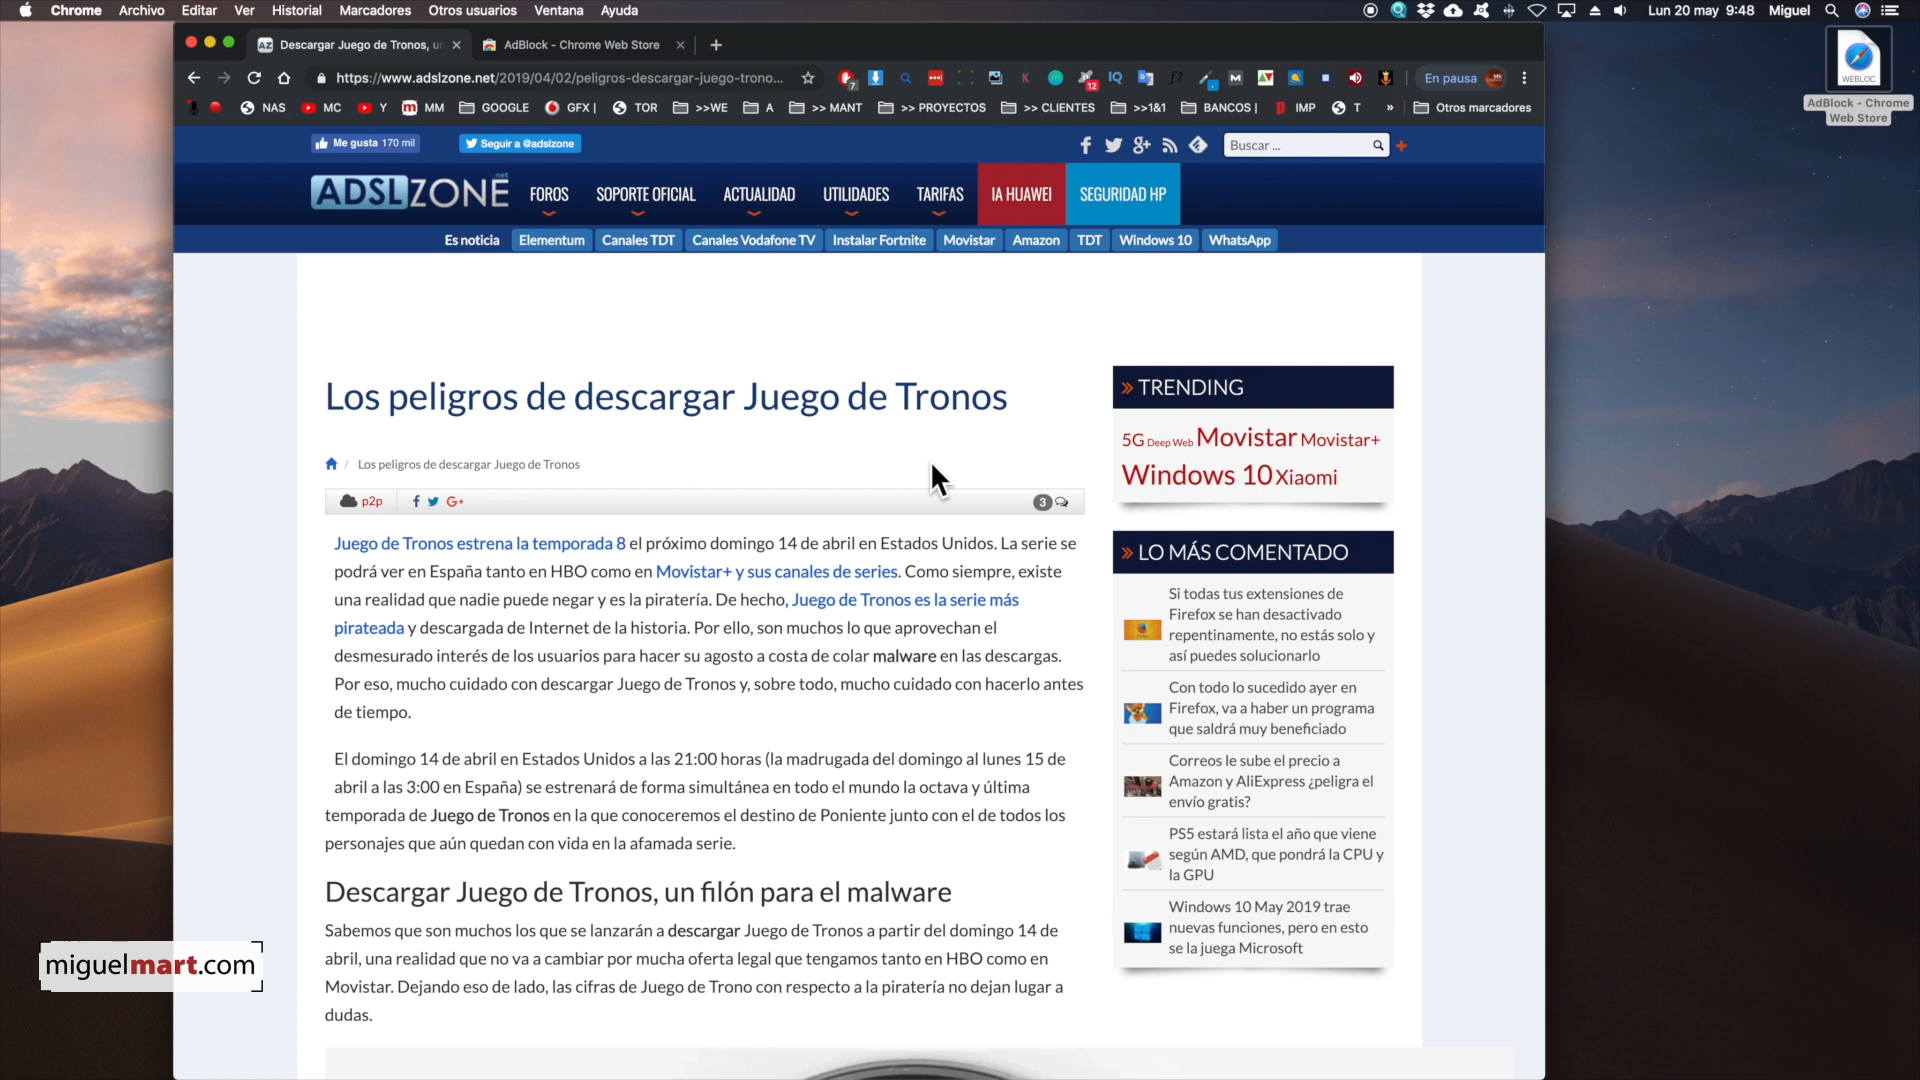 Chrome Archivo Editar Ver Historial Marcadores Otros usuarios Ventana Ayuda Lun 20 may 9:48 Miguel
Descargar Juego de Tronos, u AdBlock - Chrome Web Store
https://www.adslzone.net/2019/04/02/peligros-descargar-juego-trono... 7 12 IQ En pausa
NAS MC Y MM GOOGLE GFX | TOR >>WE A >> MANT >> PROYECTOS >> CLIENTES >>1&1 BANCOS | IMP T » Otros marcadores
WEBLOC
AdBlock - Chrome
Web Store
Me gusta 170 mil Seguir a @adslzone Buscar ...
ADSLZONE.net FOROS SOPORTE OFICIAL ACTUALIDAD UTILIDADES TARIFAS IA HUAWEI SEGURIDAD HP
Es noticia Elementum Canales TDT Canales Vodafone TV Instalar Fortnite Movistar Amazon TDT Windows 10 WhatsApp
Los peligros de descargar Juego de Tronos
/ Los peligros de descargar Juego de Tronos
p2p G+ 3
Juego de Tronos estrena la temporada 8 el próximo domingo 14 de abril en Estados Unidos. La serie se
podrá ver en España tanto en HBO como en Movistar+ y sus canales de series. Como siempre, existe
una realidad que nadie puede negar y es la piratería. De hecho, Juego de Tronos es la serie más
pirateada y descargada de Internet de la historia. Por ello, son muchos lo que aprovechan el
desmesurado interés de los usuarios para hacer su agosto a costa de colar malware en las descargas.
Por eso, mucho cuidado con descargar Juego de Tronos y, sobre todo, mucho cuidado con hacerlo antes
de tiempo.
El domingo 14 de abril en Estados Unidos a las 21:00 horas (la madrugada del domingo al lunes 15 de
abril a las 3:00 en España) se estrenará de forma simultánea en todo el mundo la octava y última
temporada de Juego de Tronos en la que conoceremos el destino de Poniente junto con el de todos los
personajes que aún quedan con vida en la afamada serie.
Descargar Juego de Tronos, un filón para el malware
Sabemos que son muchos los que se lanzarán a descargar Juego de Tronos a partir del domingo 14 de
abril, una realidad que no va a cambiar por mucha oferta legal que tengamos tanto en HBO como en
Movistar. Dejando eso de lado, las cifras de Juego de Trono con respecto a la piratería no dejan lugar a
dudas.
» TRENDING
5G Deep Web Movistar Movistar+
Windows 10 Xiaomi
» LO MÁS COMENTADO
Si todas tus extensiones de
Firefox se han desactivado
repentinamente, no estás solo y
así puedes solucionarlo
Con todo lo sucedido ayer en
Firefox, va a haber un programa
que saldrá muy beneficiado
Correos le sube el precio a
Amazon y AliExpress ¿peligra el
envío gratis?
PS5 estará lista el año que viene
según AMD, que pondrá la CPU y
la GPU
Windows 10 May 2019 trae
nuevas funciones, pero en esto
se la juega Microsoft
miguelmart.com